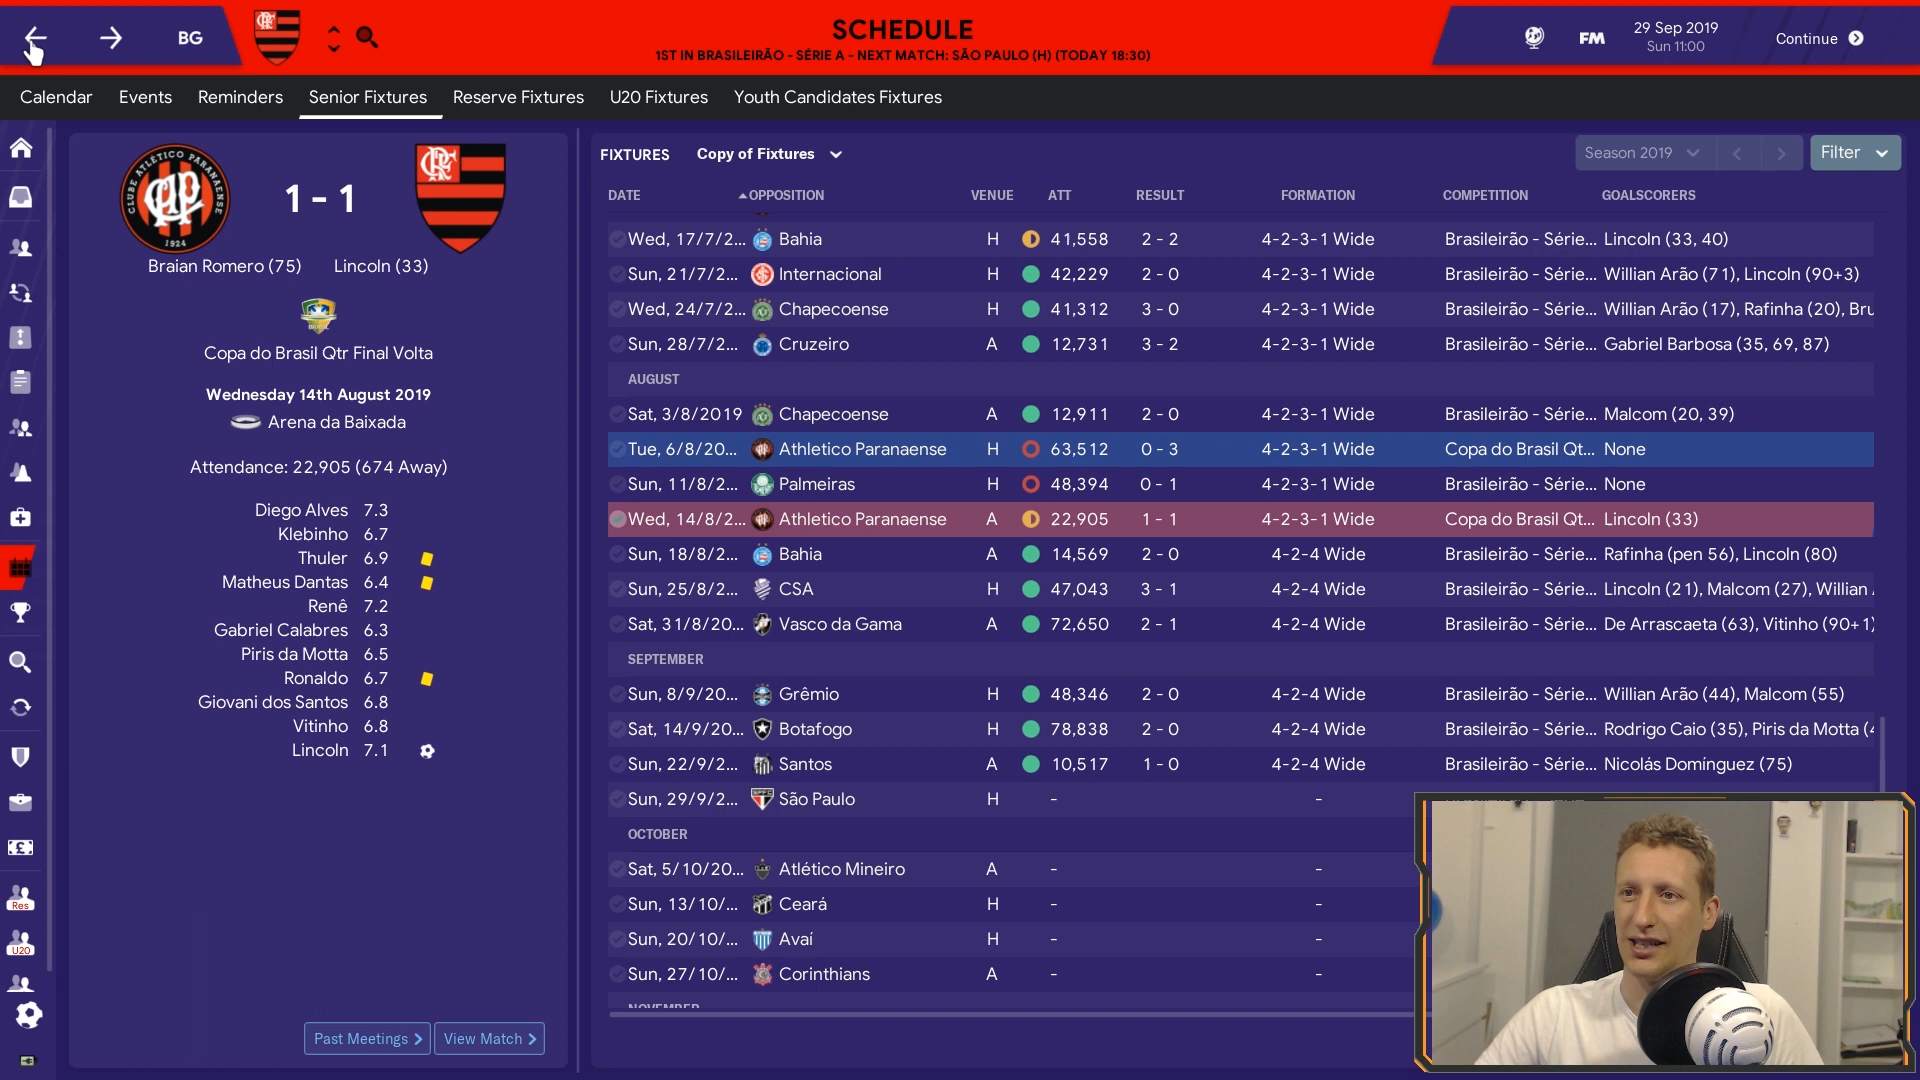 BG
SCHEDULE
1ST IN BRASILEIRÃO - SÉRIE A - NEXT MATCH: SÃO PAULO (H) (TODAY 18:30)
FM
29 Sep 2019
Sun 11:00
Continue
Calendar Events Reminders Senior Fixtures Reserve Fixtures U20 Fixtures Youth Candidates Fixtures
CLUBE ATLÉTICO PARANAENSE
CAP
1924
1 - 1
Braian Romero (75) Lincoln (33)
Copa do Brasil Qtr Final Volta
Wednesday 14th August 2019
Arena da Baixada
Attendance: 22,905 (674 Away)
Diego Alves 7.3
Klebinho 6.7
Thuler 6.9
Matheus Dantas 6.4
Renê 7.2
Gabriel Calabres 6.3
Piris da Motta 6.5
Ronaldo 6.7
Giovani dos Santos 6.8
Vitinho 6.8
Lincoln 7.1
Past Meetings
View Match
FIXTURES Copy of Fixtures
Season 2019
Filter
DATE OPPOSITION VENUE ATT RESULT FORMATION COMPETITION GOALSCORERS
Wed, 17/7/2... Bahia H 41,558 2 - 2 4-2-3-1 Wide Brasileirão - Série... Lincoln (33, 40)
Sun, 21/7/2... Internacional H 42,229 2 - 0 4-2-3-1 Wide Brasileirão - Série... Willian Arão (71), Lincoln (90+3)
Wed, 24/7/2... Chapecoense H 41,312 3 - 0 4-2-3-1 Wide Brasileirão - Série... Willian Arão (17), Rafinha (20), Bru
Sun, 28/7/2... Cruzeiro A 12,731 3 - 2 4-2-3-1 Wide Brasileirão - Série... Gabriel Barbosa (35, 69, 87)
AUGUST
Sat, 3/8/2019 Chapecoense A 12,911 2 - 0 4-2-3-1 Wide Brasileirão - Série... Malcom (20, 39)
Tue, 6/8/20... Athletico Paranaense H 63,512 0 - 3 4-2-3-1 Wide Copa do Brasil Qt... None
Sun, 11/8/2... Palmeiras H 48,394 0 - 1 4-2-3-1 Wide Brasileirão - Série... None
Wed, 14/8/2... Athletico Paranaense A 22,905 1 - 1 4-2-3-1 Wide Copa do Brasil Qt... Lincoln (33)
Sun, 18/8/2... Bahia A 14,569 2 - 0 4-2-4 Wide Brasileirão - Série... Rafinha (pen 56), Lincoln (80)
Sun, 25/8/2... CSA H 47,043 3 - 1 4-2-4 Wide Brasileirão - Série... Lincoln (21), Malcom (27), Willian
Sat, 31/8/20... Vasco da Gama A 72,650 2 - 1 4-2-4 Wide Brasileirão - Série... De Arrascaeta (63), Vitinho (90+1)
SEPTEMBER
Sun, 8/9/20... Grêmio H 48,346 2 - 0 4-2-4 Wide Brasileirão - Série... Willian Arão (44), Malcom (55)
Sat, 14/9/20... Botafogo H 78,838 2 - 0 4-2-4 Wide Brasileirão - Série... Rodrigo Caio (35), Piris da Motta (4
Sun, 22/9/2... Santos A 10,517 1 - 0 4-2-4 Wide Brasileirão - Série... Nicolás Domínguez (75)
Sun, 29/9/2... São Paulo H - -
OCTOBER
Sat, 5/10/20... Atlético Mineiro A - -
Sun, 13/10/... Ceará H - -
Sun, 20/10/... Avaí H - -
Sun, 27/10/... Corinthians A - -
NOVEMBER
Res
U20